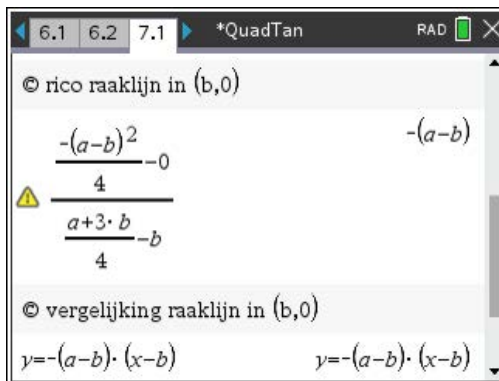 6.1 6.2 7.1 *QuadTan RAD
© rico raaklijn in (b,0)
-(a-b)²
4
-0
a+3·b
4
-b
-(a-b)
© vergelijking raaklijn in (b,0)
y=-(a-b)·(x-b) y=-(a-b)·(x-b)